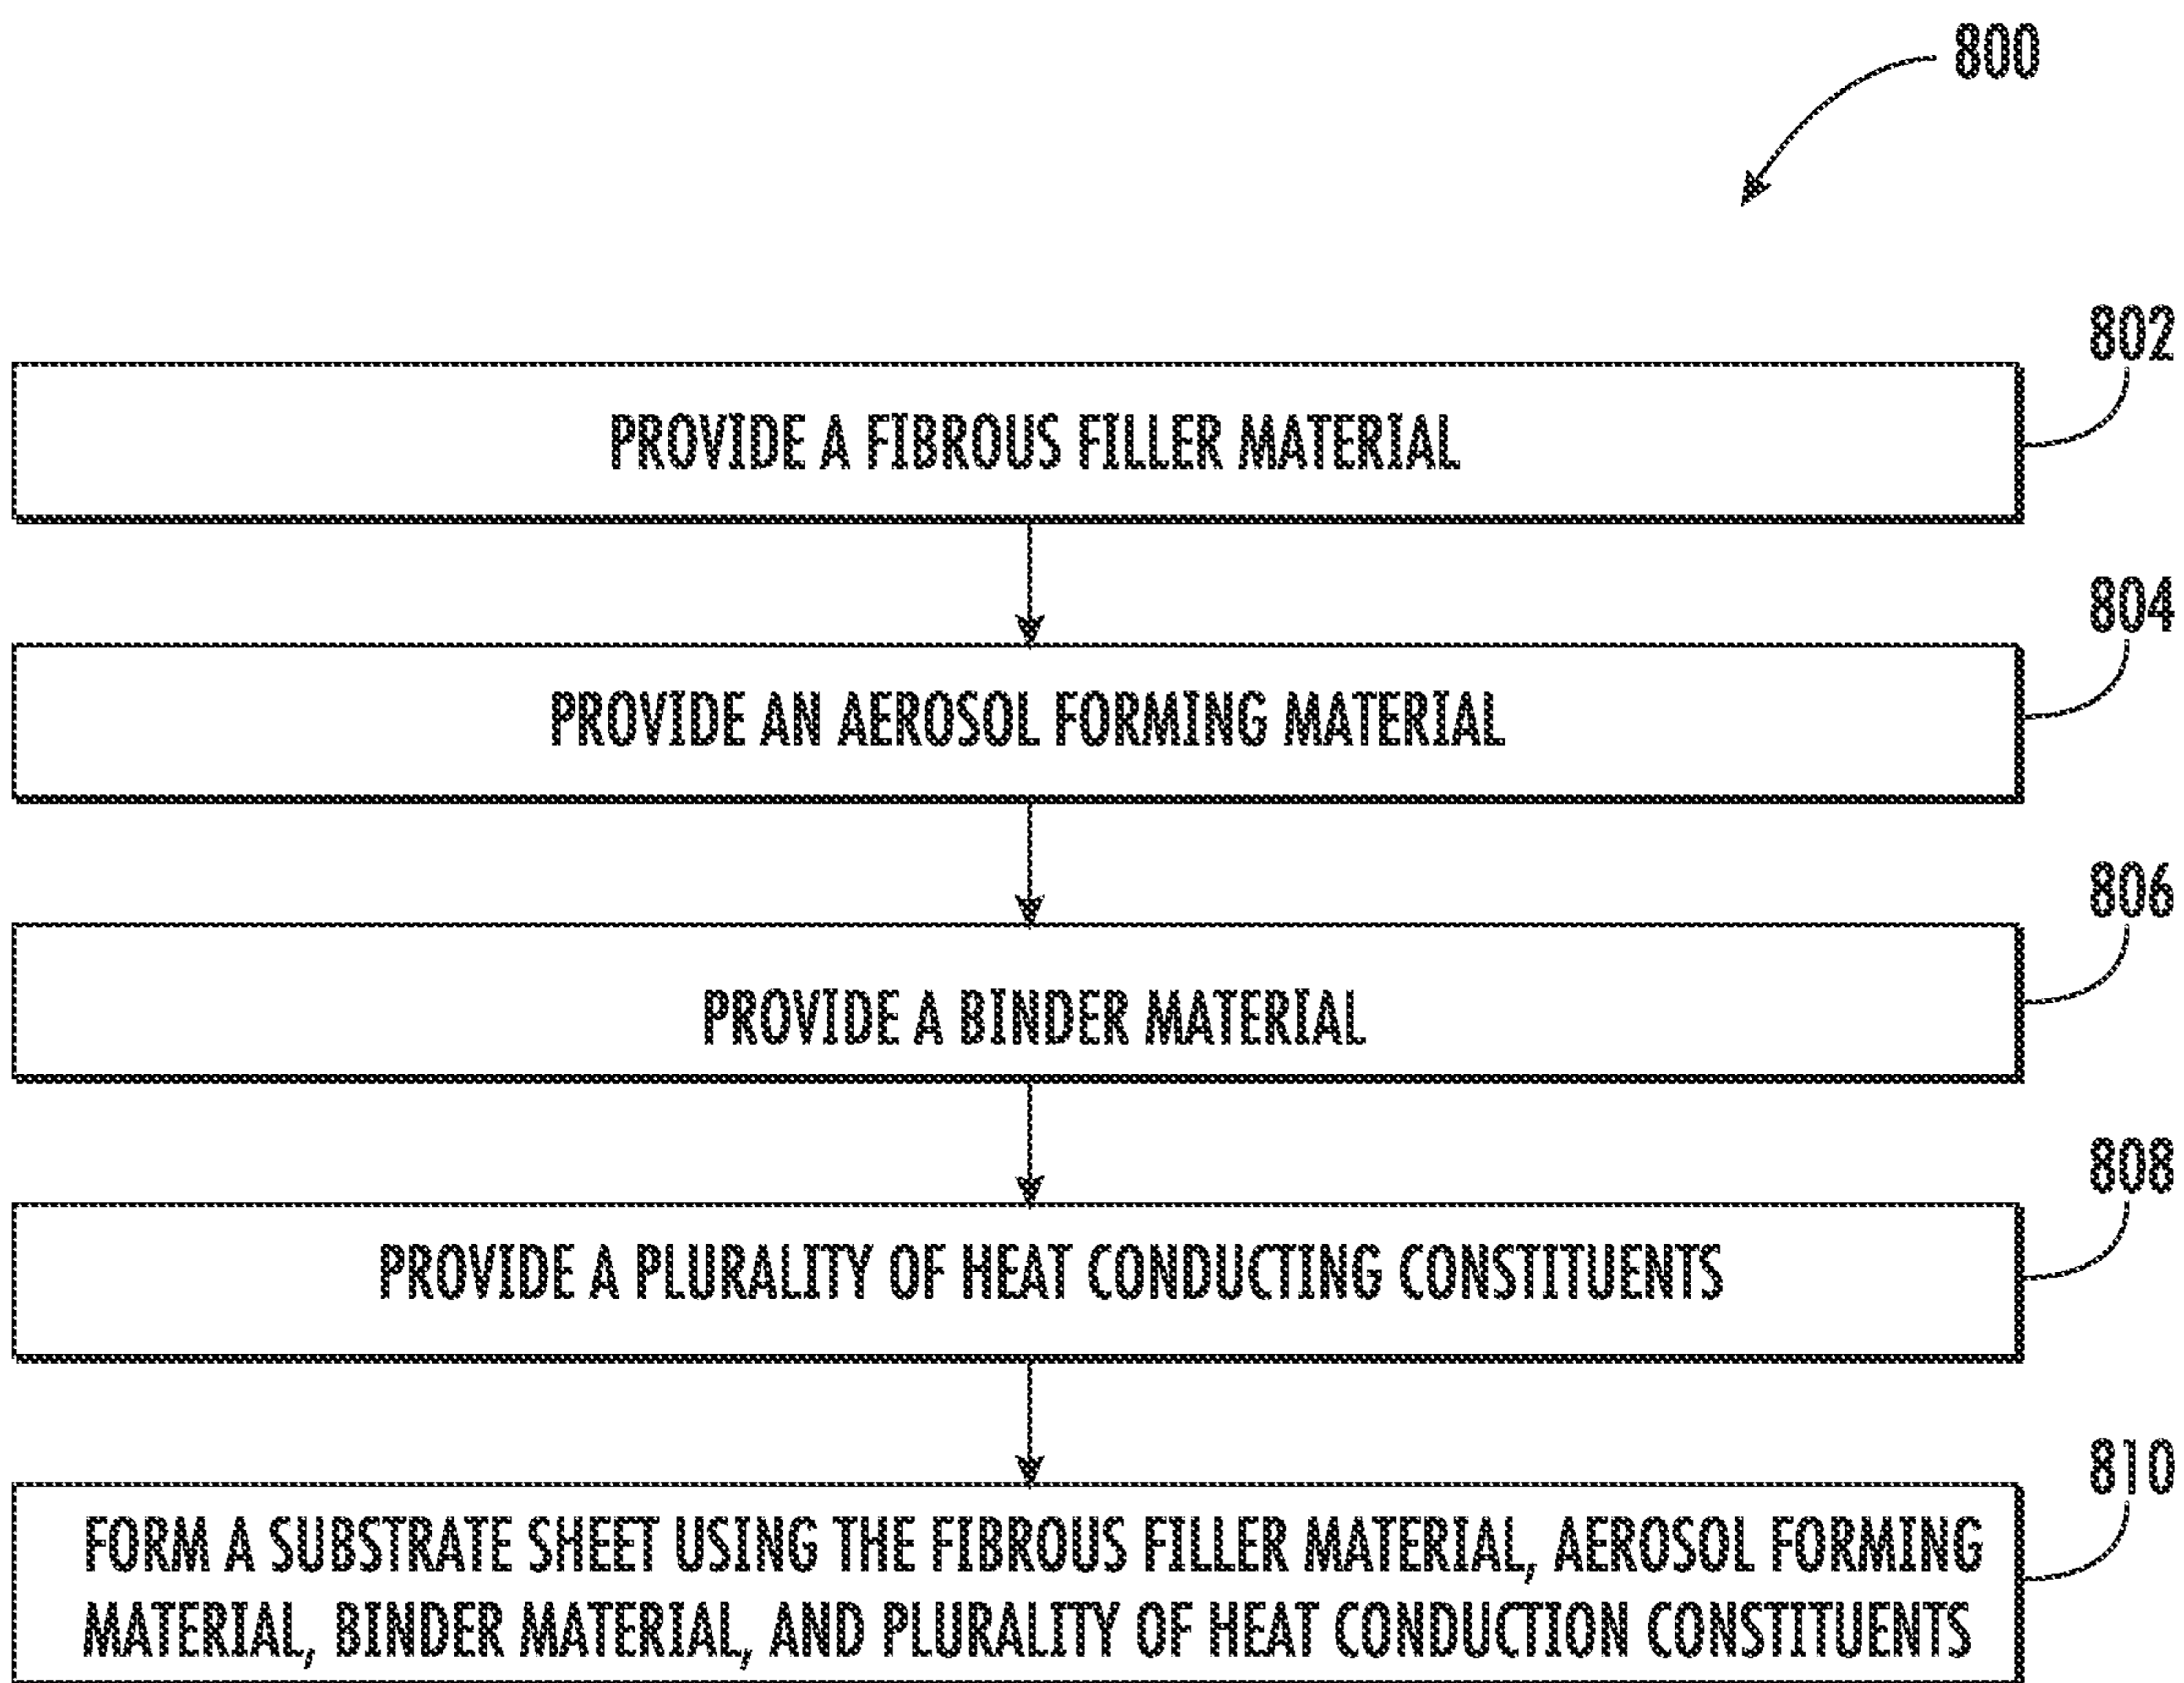 800
802
PROVIDE A FIBROUS FILLER MATERIAL
804
PROVIDE AN AEROSOL FORMING MATERIAL
806
PROVIDE A BINDER MATERIAL
808
PROVIDE A PLURALITY OF HEAT CONDUCTING CONSTITUENTS
810
FORM A SUBSTRATE SHEET USING THE FIBROUS FILLER MATERIAL, AEROSOL FORMING
MATERIAL, BINDER MATERIAL, AND PLURALITY OF HEAT CONDUCTION CONSTITUENTS